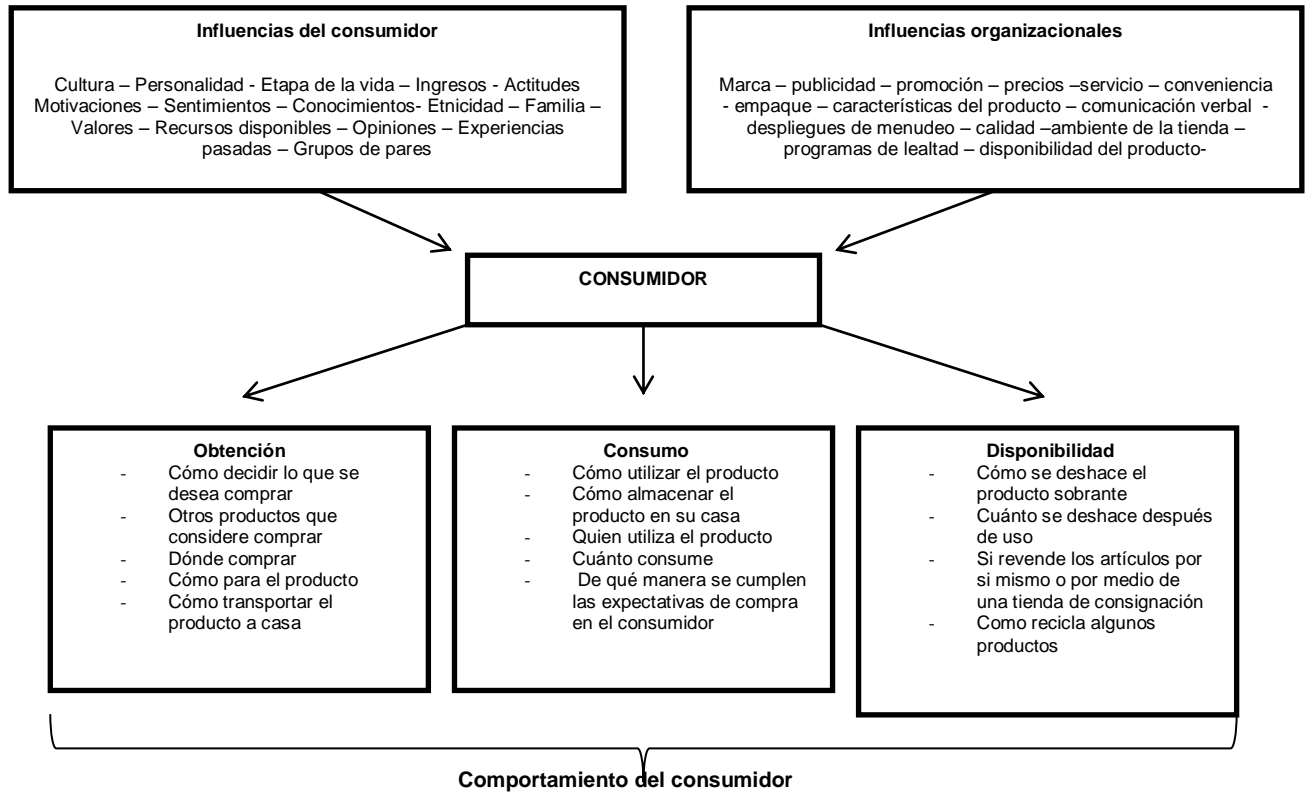 Influencias del consumidor
Cultura – Personalidad - Etapa de la vida – Ingresos - Actitudes
Motivaciones – Sentimientos – Conocimientos- Etnicidad – Familia –
Valores – Recursos disponibles – Opiniones – Experiencias
pasadas – Grupos de pares
Influencias organizacionales
Marca – publicidad – promoción – precios –servicio – conveniencia
- empaque – características del producto – comunicación verbal -
despliegues de menudeo – calidad –ambiente de la tienda –
programas de lealtad – disponibilidad del producto-
CONSUMIDOR
Obtención
- Cómo decidir lo que se
desea comprar
- Otros productos que
considere comprar
- Dónde comprar
- Cómo para el producto
- Cómo transportar el
producto a casa
Consumo
- Cómo utilizar el producto
- Cómo almacenar el
producto en su casa
- Quien utiliza el producto
- Cuánto consume
- De qué manera se cumplen
las expectativas de compra
en el consumidor
Disponibilidad
- Cómo se deshace el
producto sobrante
- Cuánto se deshace después
de uso
- Si revende los artículos por
si mismo o por medio de
una tienda de consignación
- Como recicla algunos
productos
Comportamiento del consumidor